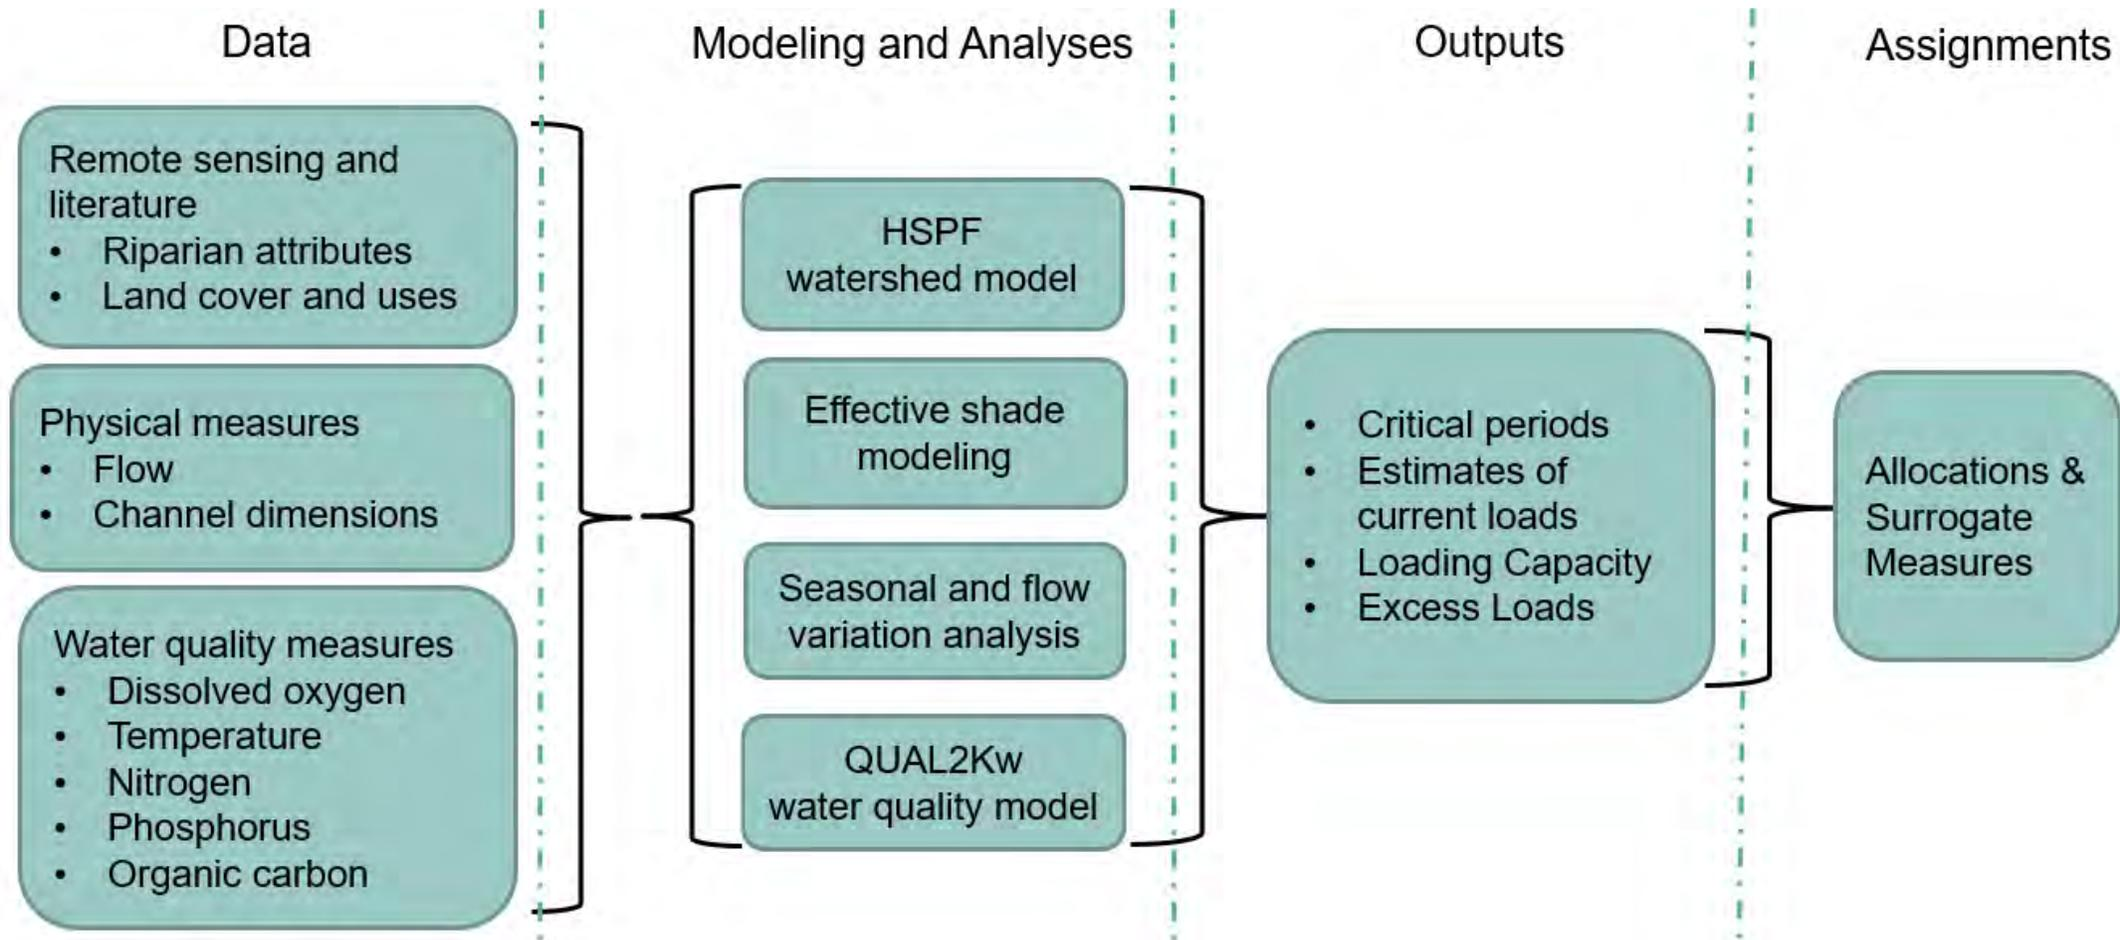 Data
Modeling and Analyses
Outputs
Assignments
Remote sensing and
literature
• Riparian attributes
• Land cover and uses
Physical measures
• Flow
• Channel dimensions
Water quality measures
• Dissolved oxygen
• Temperature
• Nitrogen
• Phosphorus
• Organic carbon
HSPF
watershed model
Effective shade
modeling
Seasonal and flow
variation analysis
QUAL2Kw
water quality model
• Critical periods
• Estimates of
current loads
• Loading Capacity
• Excess Loads
Allocations &
Surrogate
Measures